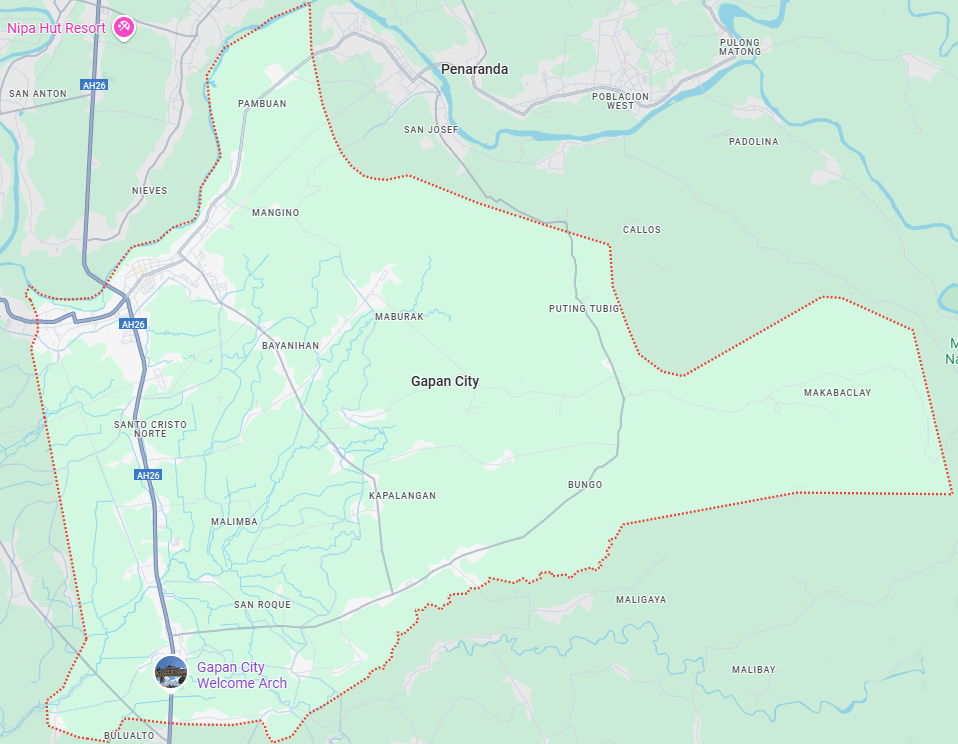 Nipa Hut Resort
PULONG
MATONG
Penaranda
AH26
SAN ANTON
POBLACION
WEST
PAMBUAN
SAN JOSEF
PADOLINA
NIEVES
MANGINO
CALLOS
PUTING TUBIG
MABURAK
AH26
BAYANIHAN
M
Na
Gapan City
MAKABACLAY
SANTO CRISTO
NORTE
AH26
BUNGO
KAPALANGAN
MALIMBA
SAN ROQUE
MALIGAYA
Gapan City
Welcome Arch
MALIBAY
BULUALTO